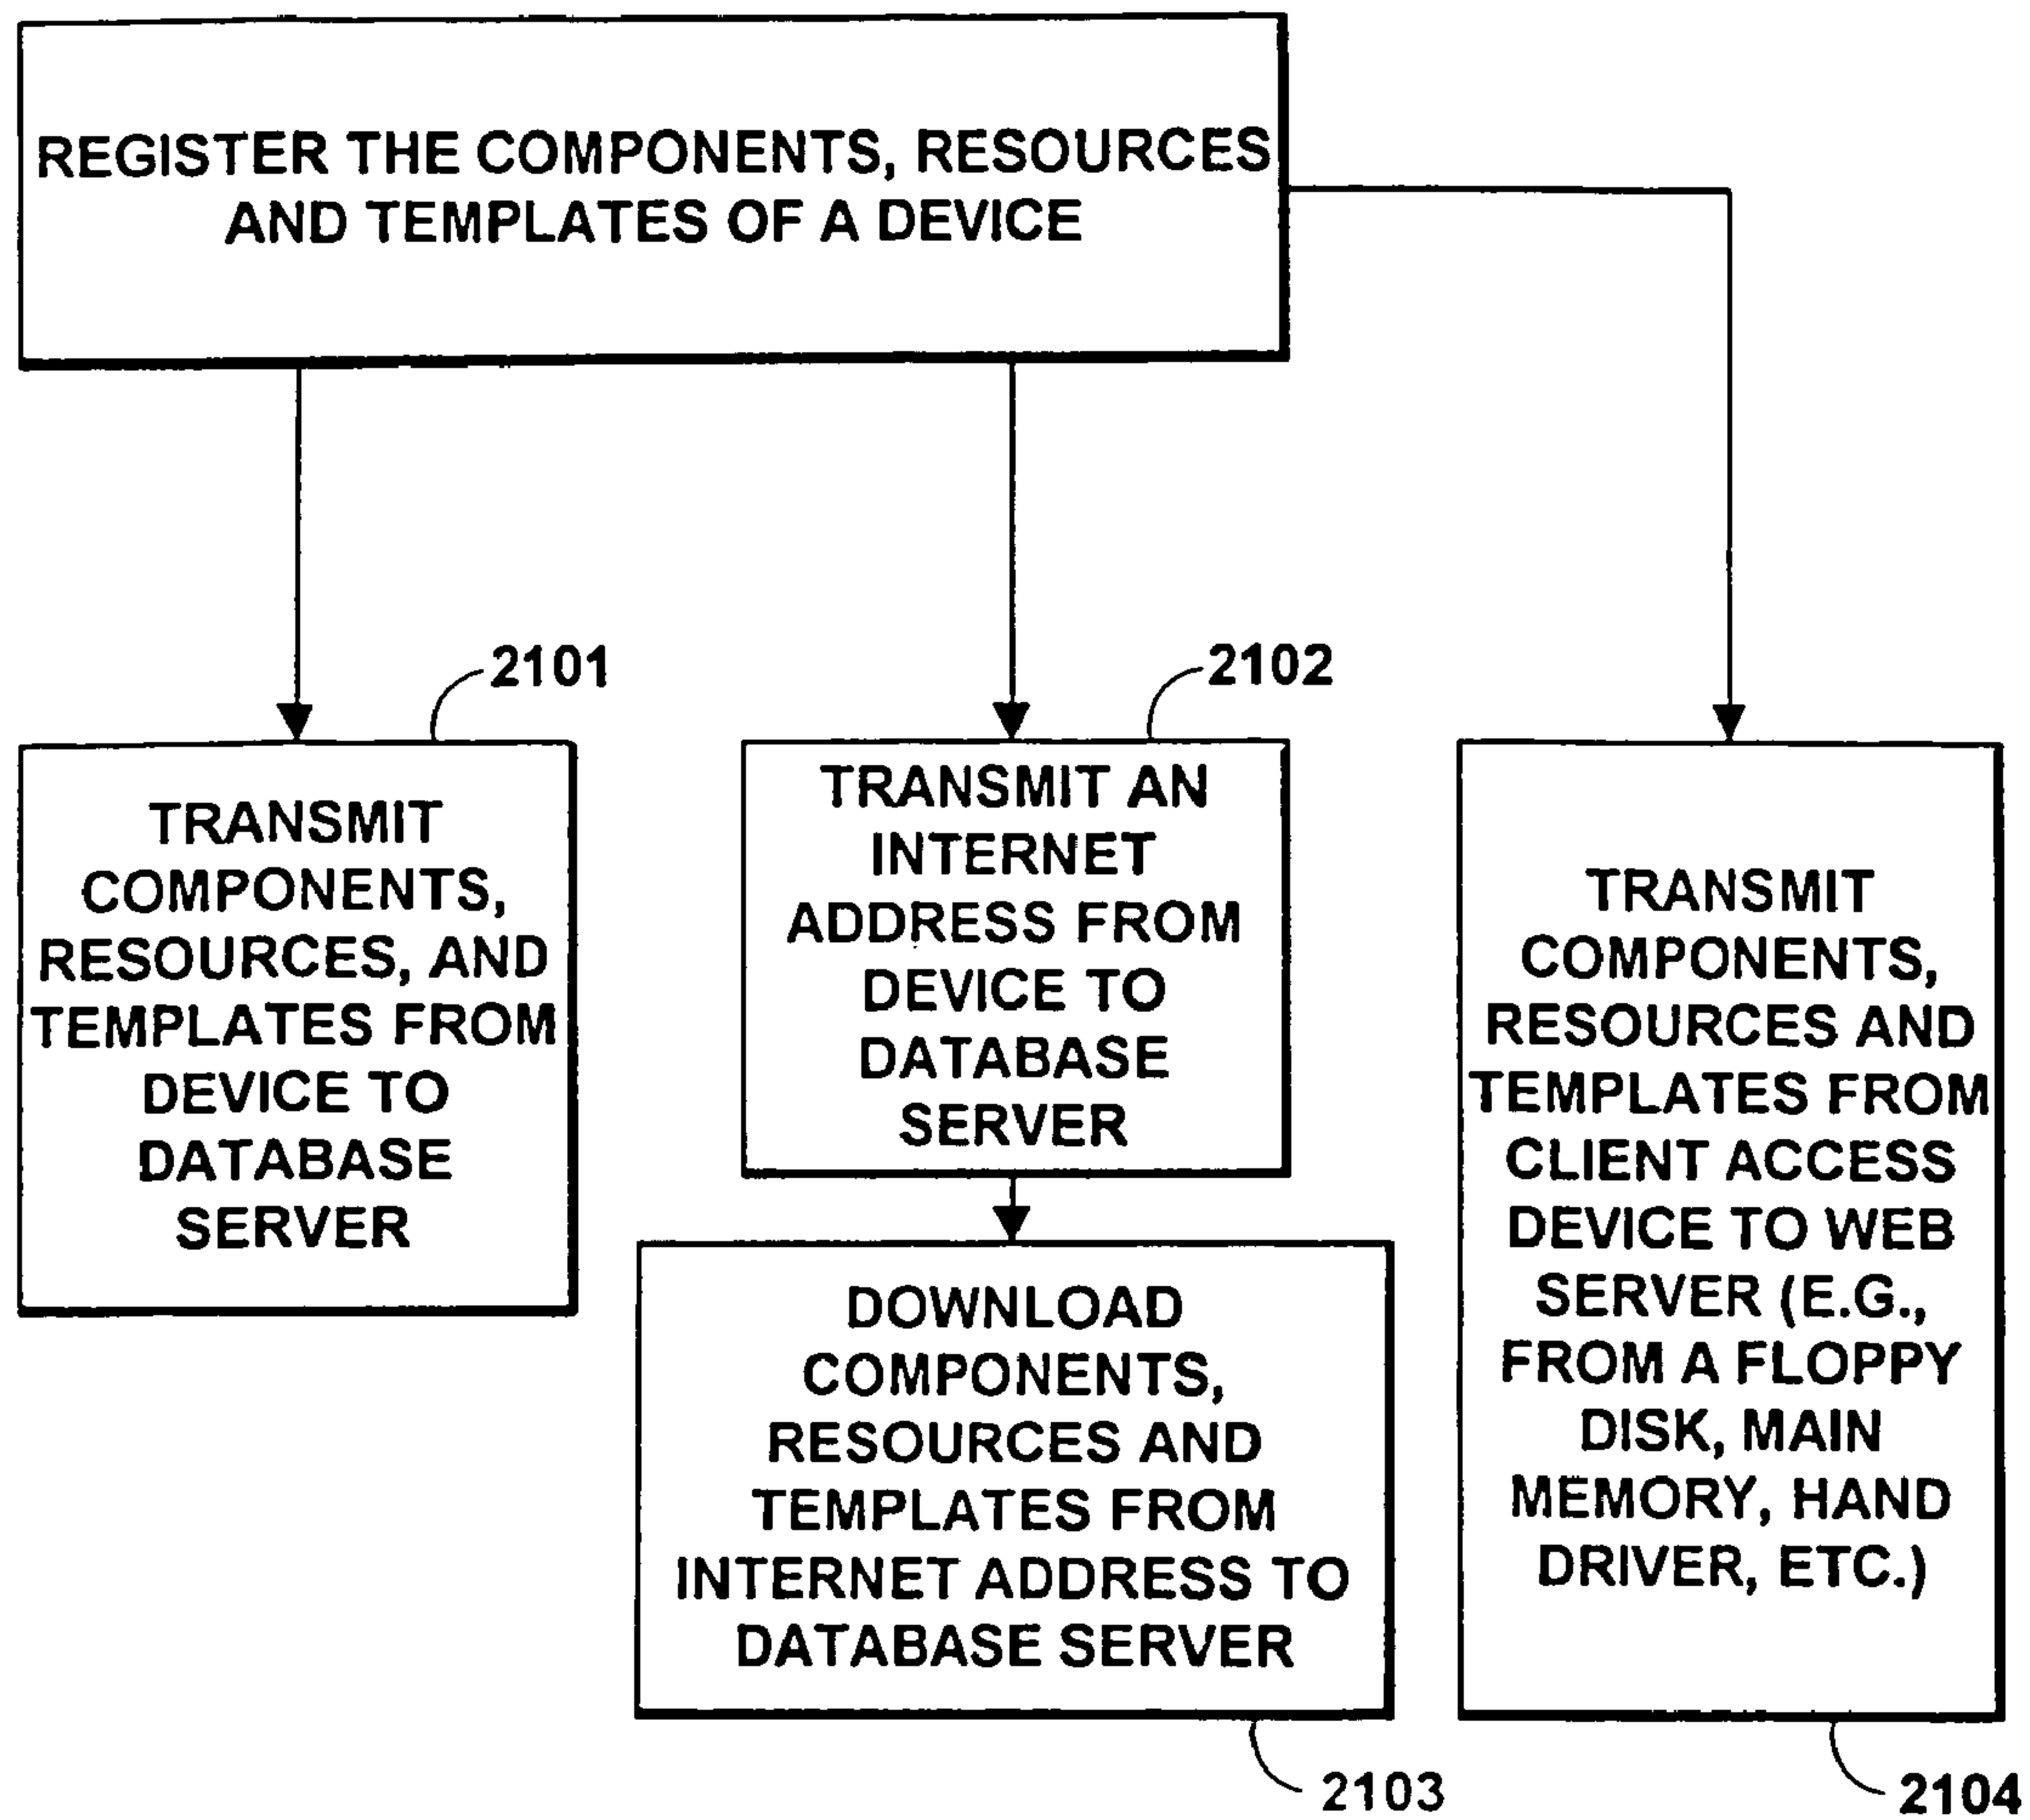 REGISTER THE COMPONENTS, RESOURCES
AND TEMPLATES OF A DEVICE
2101
TRANSMIT
COMPONENTS,
RESOURCES, AND
TEMPLATES FROM
DEVICE TO
DATABASE
SERVER
2102
TRANSMIT AN
INTERNET
ADDRESS FROM
DEVICE TO
DATABASE
SERVER
DOWNLOAD
COMPONENTS,
RESOURCES AND
TEMPLATES FROM
INTERNET ADDRESS TO
DATABASE SERVER
2103
TRANSMIT
COMPONENTS,
RESOURCES AND
TEMPLATES FROM
CLIENT ACCESS
DEVICE TO WEB
SERVER (E.G.,
FROM A FLOPPY
DISK, MAIN
MEMORY, HAND
DRIVER, ETC.)
2104